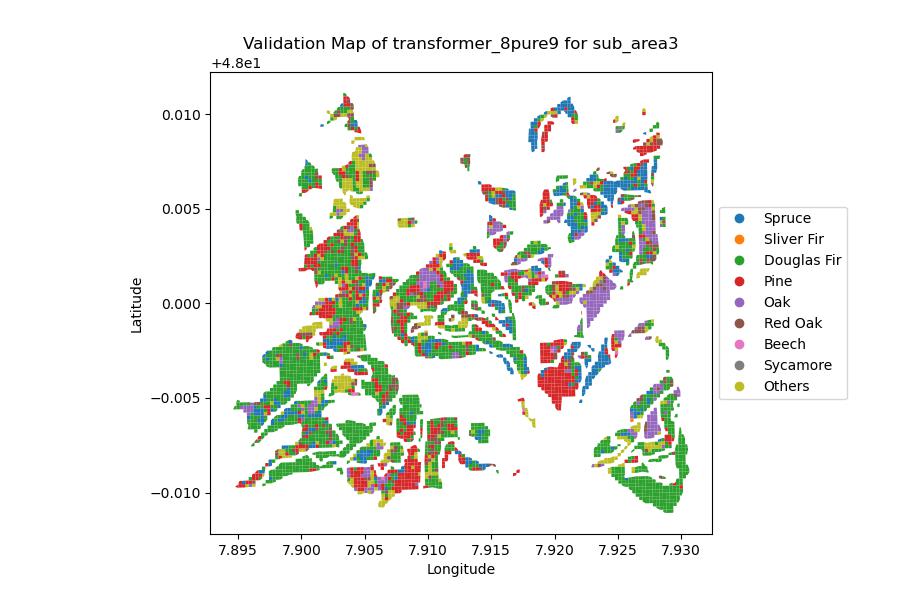 Validation Map of transformer_8pure9 for sub_area3
+4.8e1
0.010
0.005
0.000
−0.005
−0.010
Latitude
7.895 7.900 7.905 7.910 7.915 7.920 7.925 7.930
Longitude
Spruce
Sliver Fir
Douglas Fir
Pine
Oak
Red Oak
Beech
Sycamore
Others